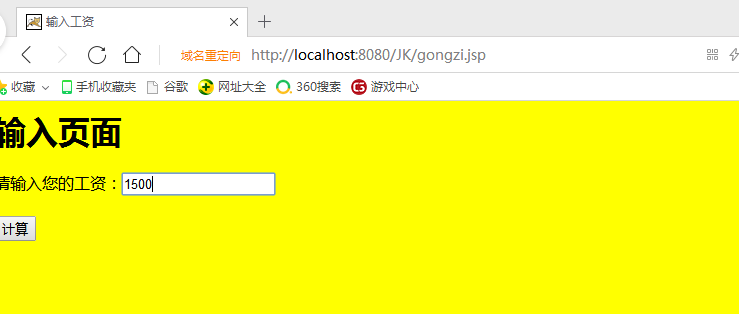 输入工资
域名重定向 http://localhost:8080/JK/gongzi.jsp
收藏 手机收藏夹 谷歌 网址大全 360搜索 游戏中心
输入页面
请输入您的工资：1500
计算